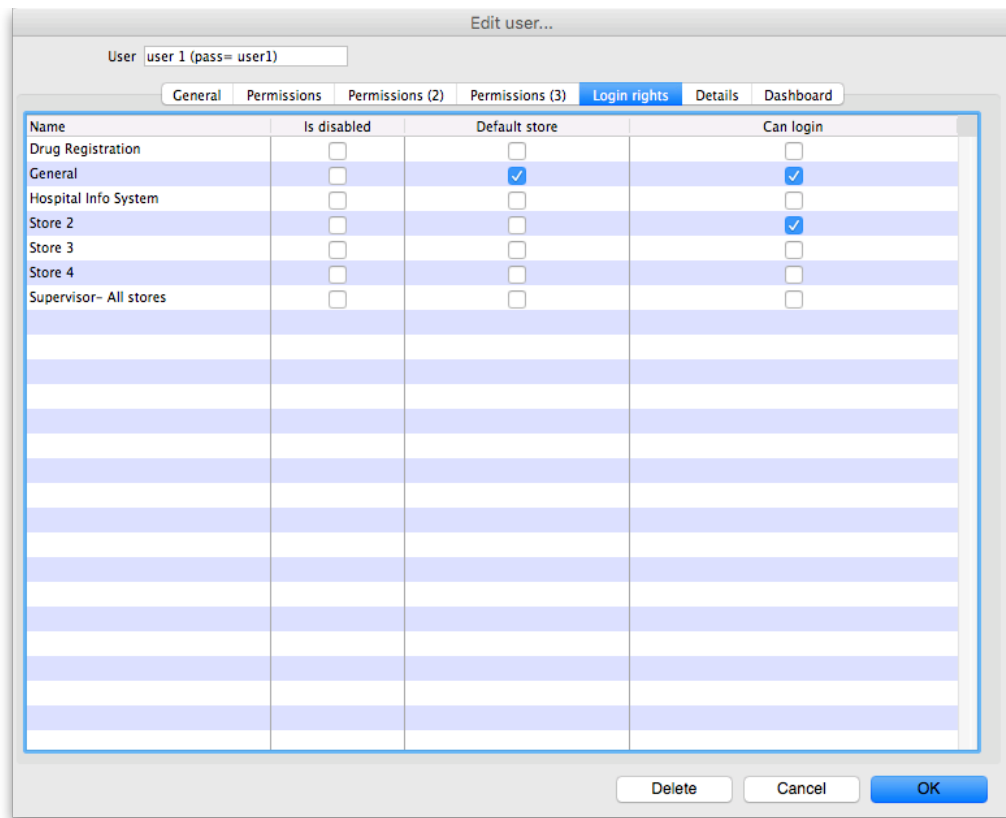 Edit user...
User user 1 (pass= user1)
General Permissions Permissions (2) Permissions (3) Login rights Details Dashboard
Name Is disabled Default store Can login
Drug Registration
General
Hospital Info System
Store 2
Store 3
Store 4
Supervisor- All stores
Delete Cancel OK